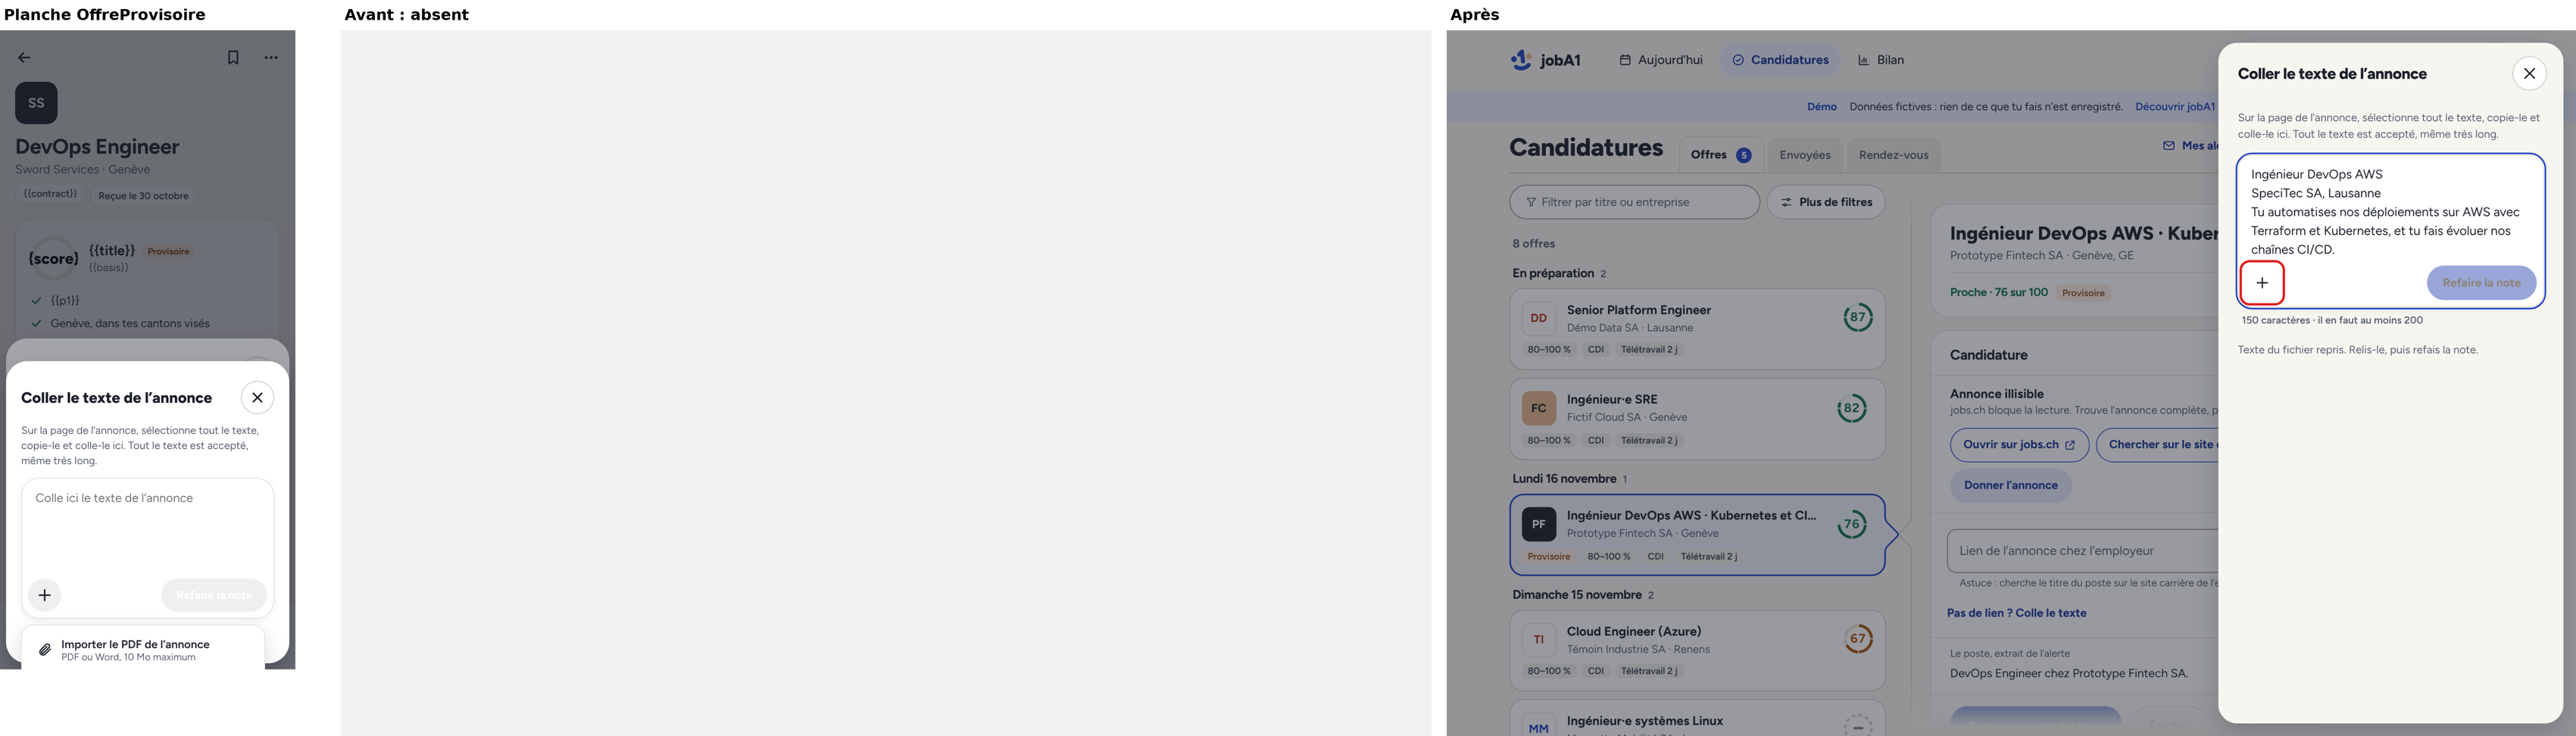 Planche OffreProvisoire
SS
DevOps Engineer
Sword Services · Genève
{{contract}}
Reçue le 30 octobre
{score}
{{title}}
Provisoire
{{basis}}
{{p1}}
Genève, dans tes cantons visés
Coller le texte de l’annonce
Sur la page de l’annonce, sélectionne tout le texte,
copie-le et colle-le ici. Tout le texte est accepté,
même très long.
Colle ici le texte de l’annonce
Refaire la note
Importer le PDF de l’annonce
PDF ou Word, 10 Mo maximum
Avant : absent
Après
jobA1
Aujourd’hui
Candidatures
Bilan
Démo
Données fictives : rien de ce que tu fais n’est enregistré.
Découvrir jobA1
Candidatures
Offres 5
Envoyées
Rendez-vous
Mes
Filtrer par titre ou entreprise
Plus de filtres
8 offres
En préparation 2
DD
Senior Platform Engineer
Démo Data SA · Lausanne
87
80–100 %
CDI
Télétravail 2 j
FC
Ingénieur·e SRE
Fictif Cloud SA · Genève
82
80–100 %
CDI
Télétravail 2 j
Lundi 16 novembre 1
PF
Ingénieur DevOps AWS · Kubernetes et CI…
Prototype Fintech SA · Genève
76
Provisoire
80–100 %
CDI
Télétravail 2 j
Dimanche 15 novembre 2
TI
Cloud Engineer (Azure)
Témoin Industrie SA · Renens
67
80–100 %
CDI
Télétravail 2 j
MM
Ingénieur·e systèmes Linux
Ingénieur DevOps AWS · Kuber
Prototype Fintech SA · Genève, GE
Proche · 76 sur 100
Provisoire
Candidature
Annonce illisible
jobs.ch bloque la lecture. Trouve l’annonce complète, p
Ouvrir sur jobs.ch
Chercher sur le site
Donner l’annonce
Lien de l’annonce chez l’employeur
Astuce : cherche le titre du poste sur le site carrière de l’e
Pas de lien ? Colle le texte
Le poste, extrait de l’alerte
DevOps Engineer chez Prototype Fintech SA.
Coller le texte de l’annonce
Sur la page de l’annonce, sélectionne tout le texte, copie-le et
colle-le ici. Tout le texte est accepté, même très long.
Ingénieur DevOps AWS
SpeciTec SA, Lausanne
Tu automatises nos déploiements sur AWS avec
Terraform et Kubernetes, et tu fais évoluer nos
chaînes CI/CD.
Refaire la note
150 caractères · il en faut au moins 200
Texte du fichier repris. Relis-le, puis refais la note.